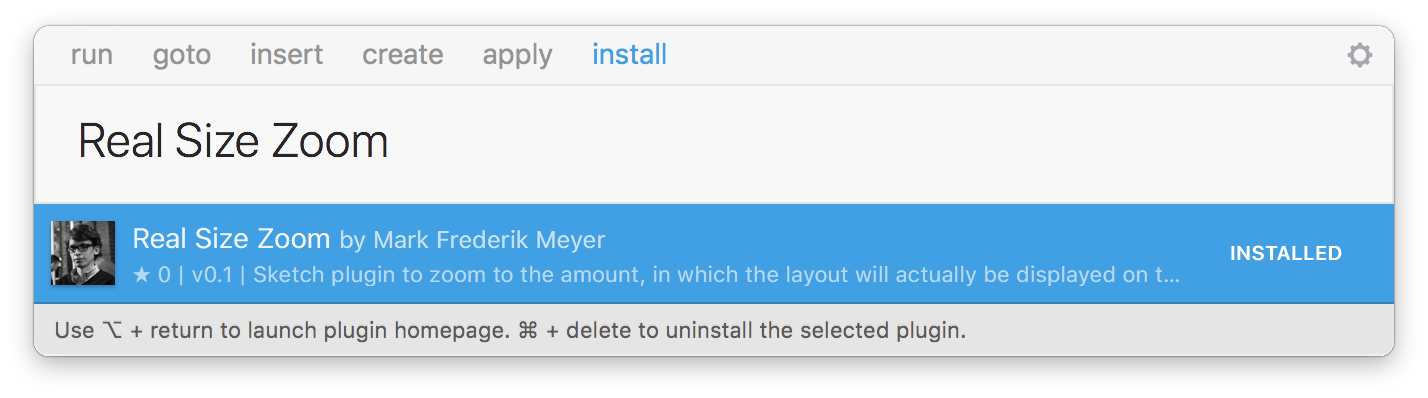 run goto insert create apply install
Real Size Zoom
Real Size Zoom by Mark Frederik Meyer
★ 0 | v0.1 | Sketch plugin to zoom to the amount, in which the layout will actually be displayed on t...
INSTALLED
Use ⌥ + return to launch plugin homepage. ⌘ + delete to uninstall the selected plugin.